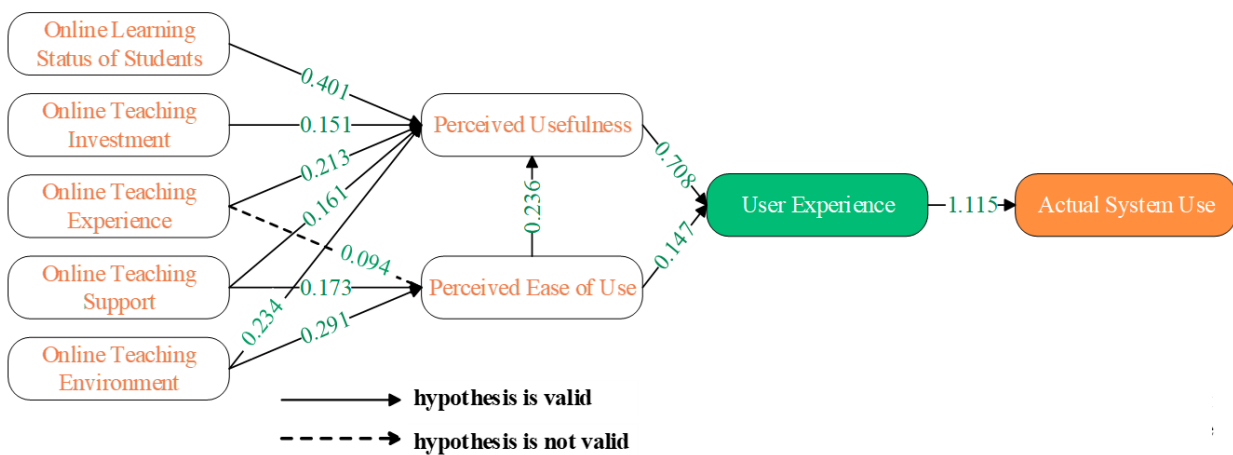 Online Learning
Status of Students
Online Teaching
Investment
Online Teaching
Experience
Online Teaching
Support
Online Teaching
Environment
0.401
0.151
0.213
0.161
0.094
0.173
0.234
0.291
Perceived Usefulness
0.236
Perceived Ease of Use
0.708
0.147
User Experience
1.115
Actual System Use
hypothesis is valid
hypothesis is not valid